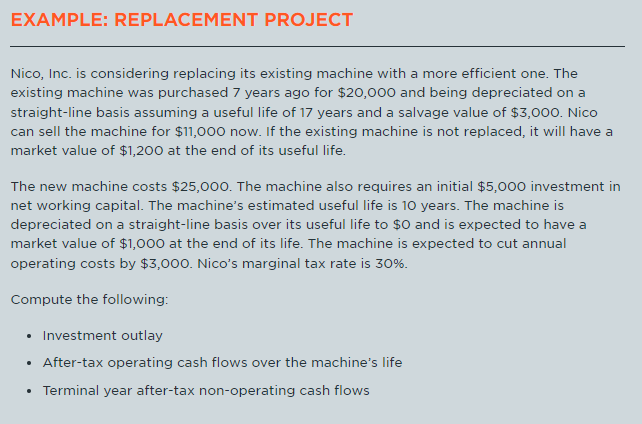 EXAMPLE: REPLACEMENT PROJECT
Nico, Inc. is considering replacing its existing machine with a more efficient one. The
existing machine was purchased 7 years ago for $20,000 and being depreciated on a
straight-line basis assuming a useful life of 17 years and a salvage value of $3,000. Nico
can sell the machine for $11,000 now. If the existing machine is not replaced, it will have a
market value of $1,200 at the end of its useful life.
The new machine costs $25,000. The machine also requires an initial $5,000 investment in
net working capital. The machine's estimated useful life is 10 years. The machine is
depreciated on a straight-line basis over its useful life to $0 and is expected to have a
market value of $1,000 at the end of its life. The machine is expected to cut annual
operating costs by $3,000. Nico's marginal tax rate is 30%.
Compute the following:
• Investment outlay
• After-tax operating cash flows over the machine's life
• Terminal year after-tax non-operating cash flows